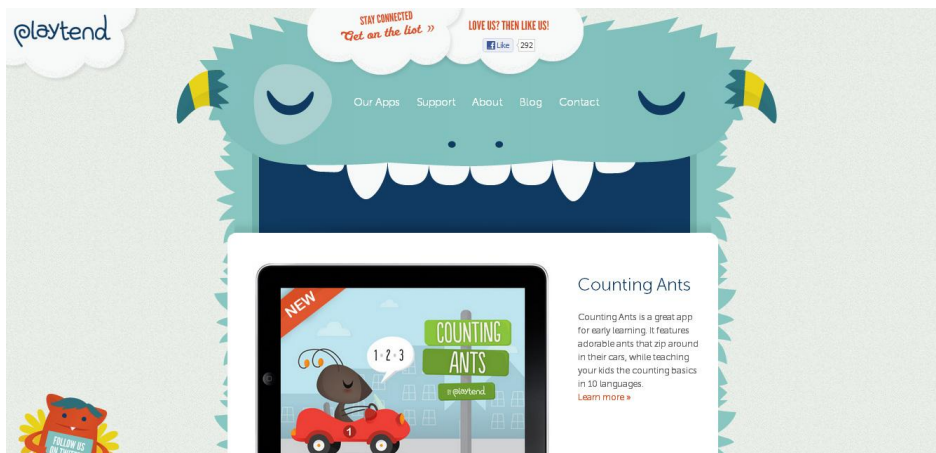 playtend
STAY CONNECTED
Get on the list »
LOVE US? THEN LIKE US!
Like 292
Our Apps Support About Blog Contact
NEW
COUNTING
ANTS
1 • 2 • 3
playtend
1
Counting Ants
Counting Ants is a great app
for early learning. It features
adorable ants that zip around
in their cars, while teaching
your kids the counting basics
in 10 languages.
Learn more »
FOLLOW US
ON TWITTER